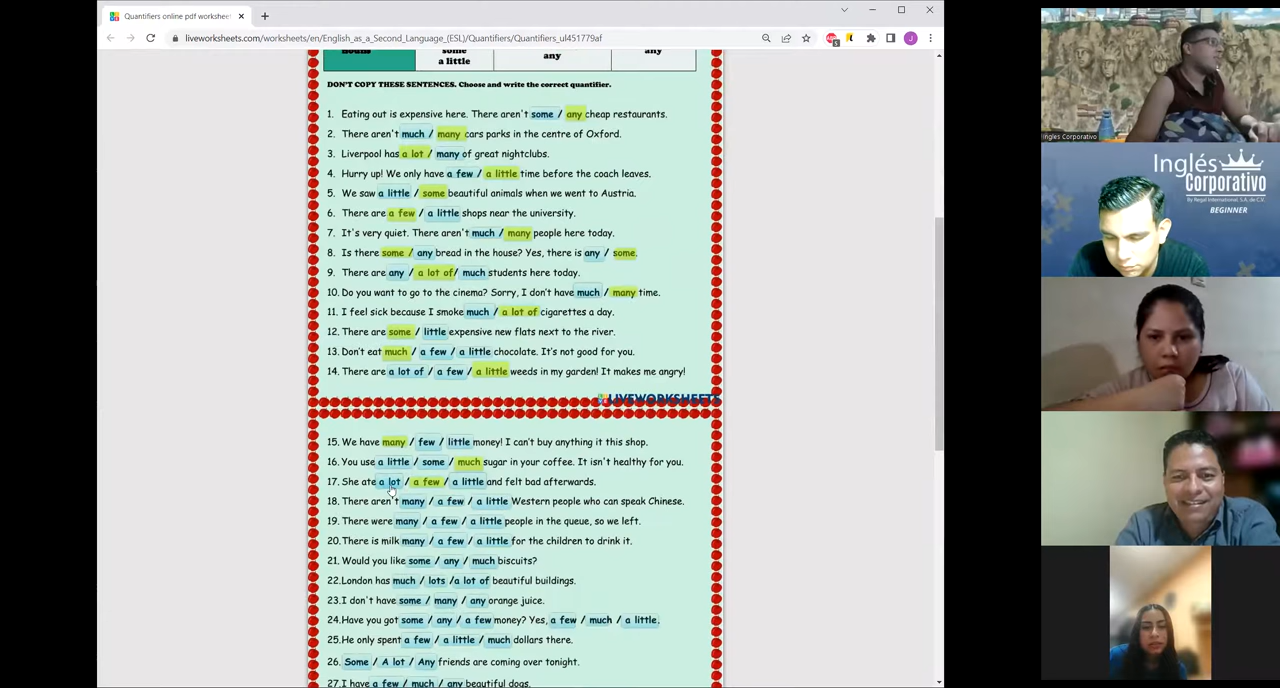 Quantifiers online pdf worksheet
liveworksheets.com/worksheets/en/English_as_a_Second_Language_(ESL)/Quantifiers/Quantifiers_ul451779af
5
J
nouns
some
a little
any
any
DON'T COPY THESE SENTENCES. Choose and write the correct quantifier.
1. Eating out is expensive here. There aren't some / any cheap restaurants.
2. There aren't much / many cars parks in the centre of Oxford.
3. Liverpool has a lot / many of great nightclubs.
4. Hurry up! We only have a few / a little time before the coach leaves.
5. We saw a little / some beautiful animals when we went to Austria.
6. There are a few / a little shops near the university.
7. It's very quiet. There aren't much / many people here today.
8. Is there some / any bread in the house? Yes, there is any / some.
9. There are any / a lot of / much students here today.
10. Do you want to go to the cinema? Sorry, I don't have much / many time.
11. I feel sick because I smoke much / a lot of cigarettes a day.
12. There are some / little expensive new flats next to the river.
13. Don't eat much / a few / a little chocolate. It's not good for you.
14. There are a lot of / a few / a little weeds in my garden! It makes me angry!
LIVEWORKSHEETS
15. We have many / few / little money! I can't buy anything it this shop.
16. You use a little / some / much sugar in your coffee. It isn't healthy for you.
17. She ate a lot / a few / a little and felt bad afterwards.
18. There aren't many / a few / a little Western people who can speak Chinese.
19. There were many / a few / a little people in the queue, so we left.
20. There is milk many / a few / a little for the children to drink it.
21. Would you like some / any / much biscuits?
22.London has much / lots /a lot of beautiful buildings.
23.I don't have some / many / any orange juice.
24.Have you got some / any / a few money? Yes, a few / much / a little.
25.He only spent a few / a little / much dollars there.
26. Some / A lot / Any friends are coming over tonight.
27.I have a few / much / any beautiful dogs.
Ingles Corporativo
Inglés
Corporativo
By Regal International, S.A. de C.V.
BEGINNER